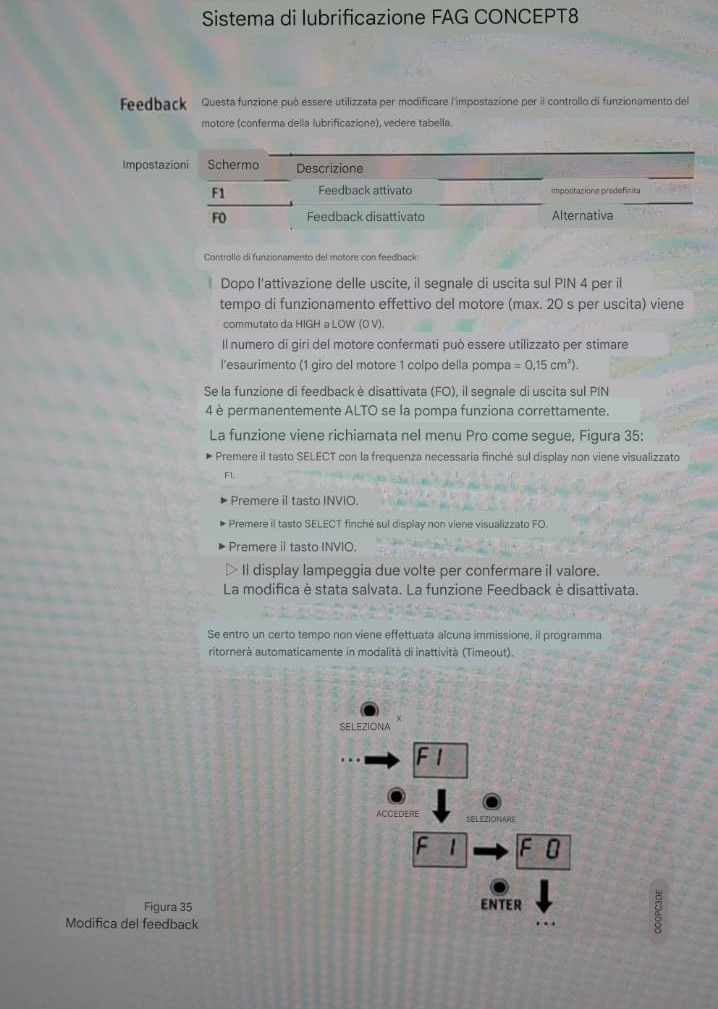 Sistema di lubrificazione FAG CONCEPT8
Feedback
Questa funzione può essere utilizzata per modificare l'impostazione per il controllo di funzionamento del
motore (conferma della lubrificazione), vedere tabella.
Impostazioni Schermo Descrizione
F1 Feedback attivato impostazione predefinita
F0 Feedback disattivato Alternativa
Controllo di funzionamento del motore con feedback:
Dopo l'attivazione delle uscite, il segnale di uscita sul PIN 4 per il
tempo di funzionamento effettivo del motore (max. 20 s per uscita) viene
commutato da HIGH a LOW (0 V).
Il numero di giri del motore confermati può essere utilizzato per stimare
l'esaurimento (1 giro del motore 1 colpo della pompa = 0,15 cm³).
Se la funzione di feedback è disattivata (FO), il segnale di uscita sul PIN
4 è permanentemente ALTO se la pompa funziona correttamente.
La funzione viene richiamata nel menu Pro come segue, Figura 35:
▶ Premere il tasto SELECT con la frequenza necessaria finché sul display non viene visualizzato
F1.
▶ Premere il tasto INVIO.
▶ Premere il tasto SELECT finché sul display non viene visualizzato FO.
▶ Premere il tasto INVIO.
▷ Il display lampeggia due volte per confermare il valore.
La modifica è stata salvata. La funzione Feedback è disattivata.
Se entro un certo tempo non viene effettuata alcuna immissione, il programma
ritornerà automaticamente in modalità di inattività (Timeout).
SELEZIONA x
... F1
ACCEDERE SELEZIONARE
F 1 F 0
ENTER
...
Figura 35
Modifica del feedback
000PC30E